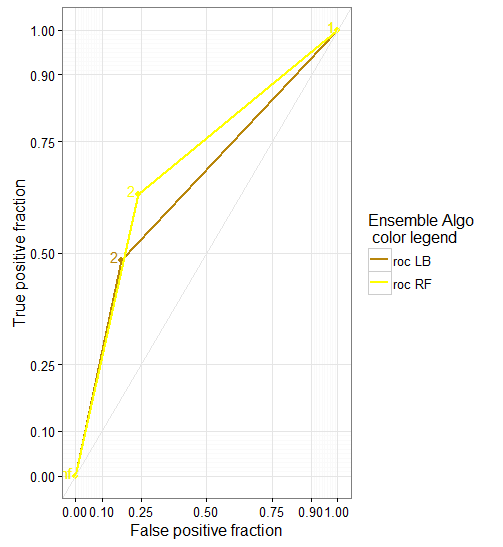 1.00
0.90
0.75
0.50
0.25
0.10
0.00
True positive fraction
1
2
2
0.00 0.10 0.25 0.50 0.75 0.90 1.00
False positive fraction
Ensemble Algo
color legend
roc LB
roc RF